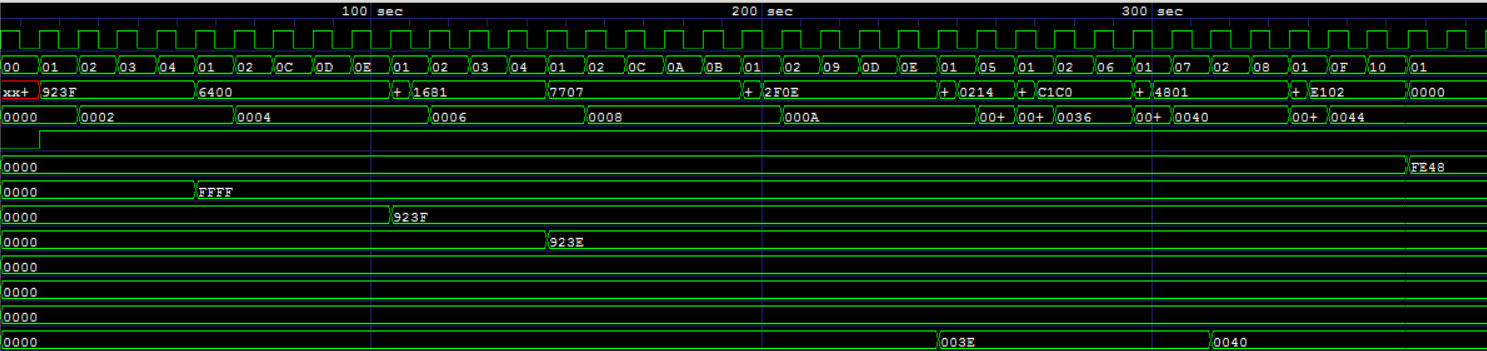 100 sec 200 sec 300 sec
00 01 02 03 04 01 02 0C 0D 0E 01 02 03 04 01 02 0C 0A 0B 01 02 09 0D 0E 01 05 01 02 06 01 07 02 08 01 0F 10 01
xx+ 923F 6400 + 1681 7707 + 2F0E + 0214 + C1C0 + 4801 + E102 0000
0000 0002 0004 0006 0008 000A 00+ 00+ 0036 00+ 0040 00+ 0044
0000 FE48
0000 FFFF
0000 923F
0000 923E
0000
0000
0000
0000 003E 0040